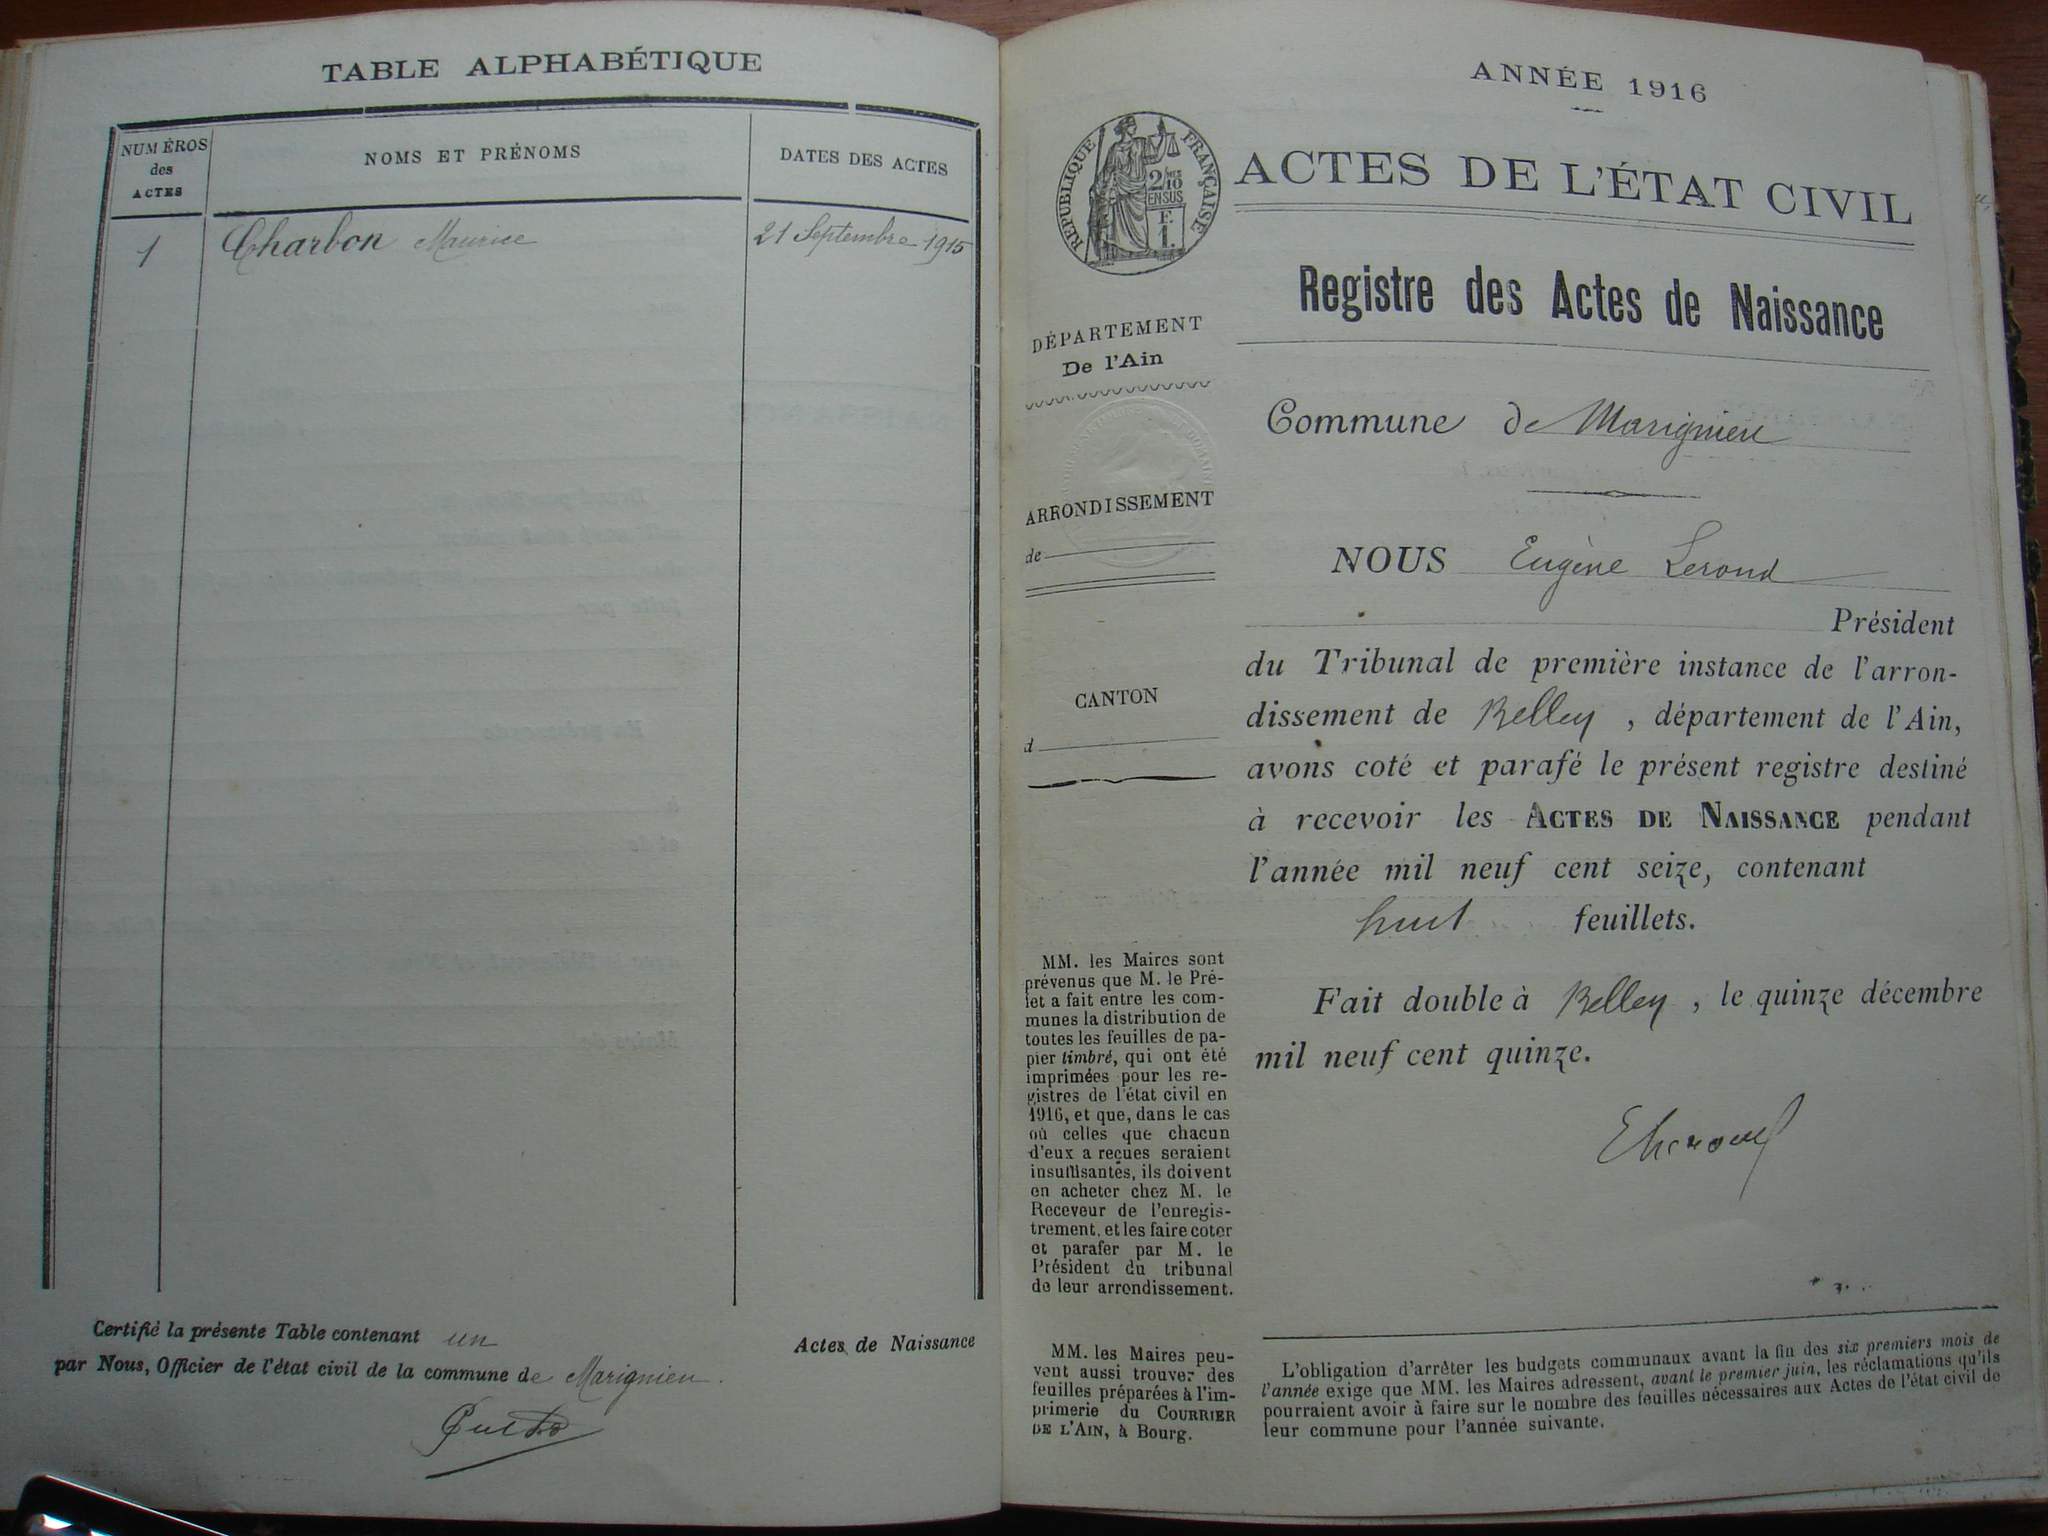 TABLE ALPHABÉTIQUE
NUMÉROS
des
ACTES
NOMS ET PRÉNOMS
DATES DES ACTES
1
Charbon Maurice
21 Septembre 1915
Certifié la présente Table contenant un Actes de Naissance
par Nous, Officier de l'état civil de la commune de Marignieu.
ANNÉE 1916
RÉPUBLIQUE FRANÇAISE
2/10
EN SUS
F.
1.
ACTES DE L'ÉTAT CIVIL
Registre des Actes de Naissance
DÉPARTEMENT
De l'Ain
ARRONDISSEMENT
de
CANTON
d
Commune de Marignieu
NOUS Eugène Lerond
Président
du Tribunal de première instance de l'arron-
dissement de Belley, département de l'Ain,
avons coté et parafé le présent registre destiné
à recevoir les ACTES DE NAISSANCE pendant
l'année mil neuf cent seize, contenant
huit feuillets.
Fait double à Belley, le quinze décembre
mil neuf cent quinze.
MM. les Maires sont
prévenus que M. le Pré-
fet a fait entre les com-
munes la distribution de
toutes les feuilles de pa-
pier timbré, qui ont été
imprimées pour les re-
gistres de l'état civil en
1916, et que, dans le cas
où celles que chacun
d'eux a reçues seraient
insuffisantes, ils doivent
en acheter chez M. le
Receveur de l'enregis-
trement, et les faire coter
et parafer par M. le
Président du tribunal
de leur arrondissement.
MM. les Maires peu-
vent aussi trouver des
feuilles préparées à l'im-
primerie du COURRIER
DE L'AIN, à Bourg.
L'obligation d'arrêter les budgets communaux avant la fin des six premiers mois de
l'année exige que MM. les Maires adressent, avant le premier juin, les réclamations qu'ils
pourraient avoir à faire sur le nombre des feuilles nécessaires aux Actes de l'état civil de
leur commune pour l'année suivante.